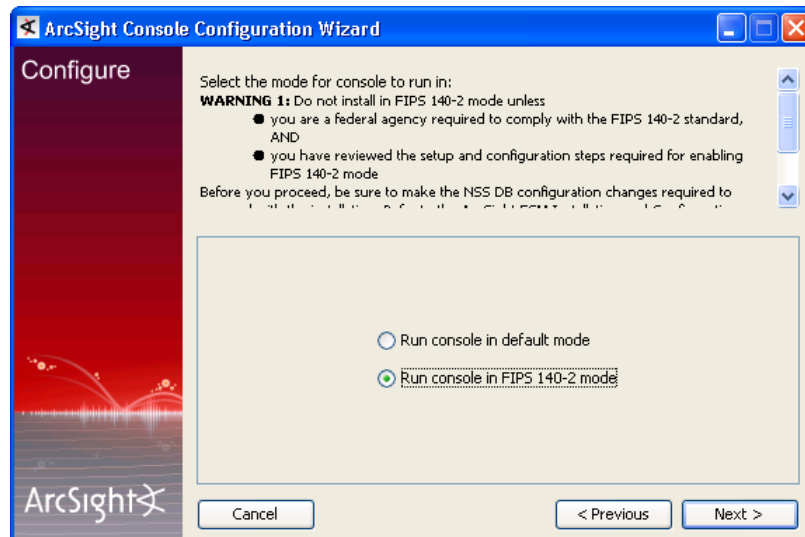 ArcSight Console Configuration Wizard
Configure
Select the mode for console to run in:
WARNING 1: Do not install in FIPS 140-2 mode unless
you are a federal agency required to comply with the FIPS 140-2 standard,
AND
you have reviewed the setup and configuration steps required for enabling
FIPS 140-2 mode
Before you proceed, be sure to make the NSS DB configuration changes required to
Run console in default mode
Run console in FIPS 140-2 mode
ArcSight
Cancel
< Previous
Next >